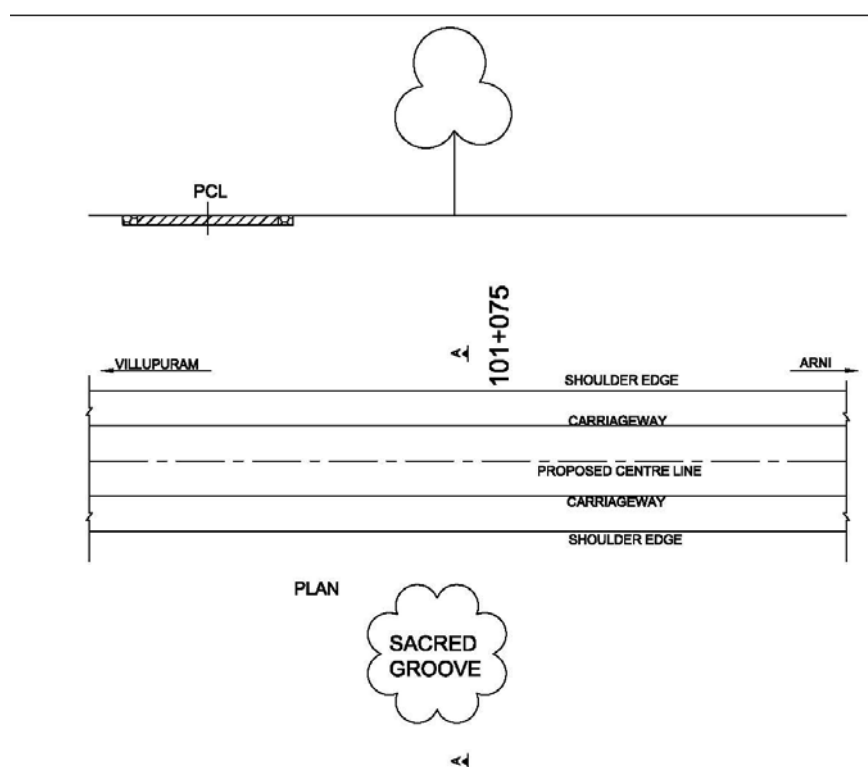 PCL
101+075
A
VILLUPURAM
ARNI
SHOULDER EDGE
CARRIAGEWAY
PROPOSED CENTRE LINE
CARRIAGEWAY
SHOULDER EDGE
PLAN
SACRED
GROOVE
A